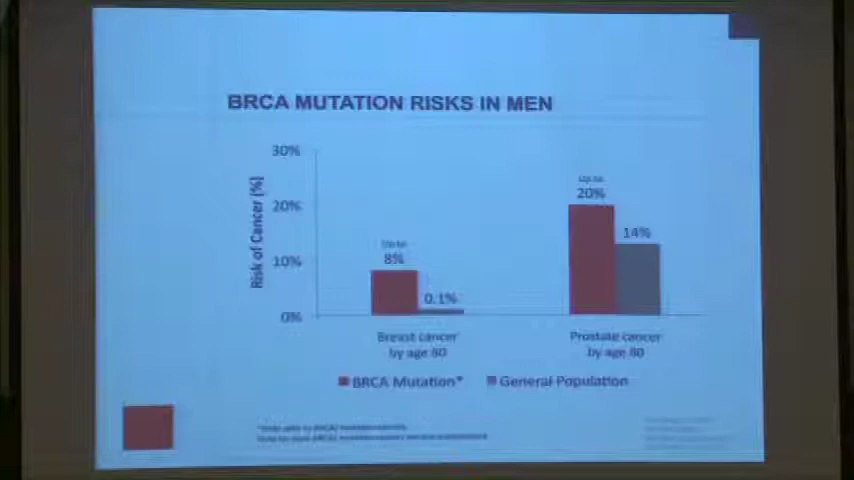 BRCA MUTATION RISKS IN MEN
30%
20%
10%
0%
Risk of Cancer (%)
Up to
8%
0.1%
Up to
20%
14%
Breast cancer
by age 80
Prostate cancer
by age 80
BRCA Mutation*
General Population